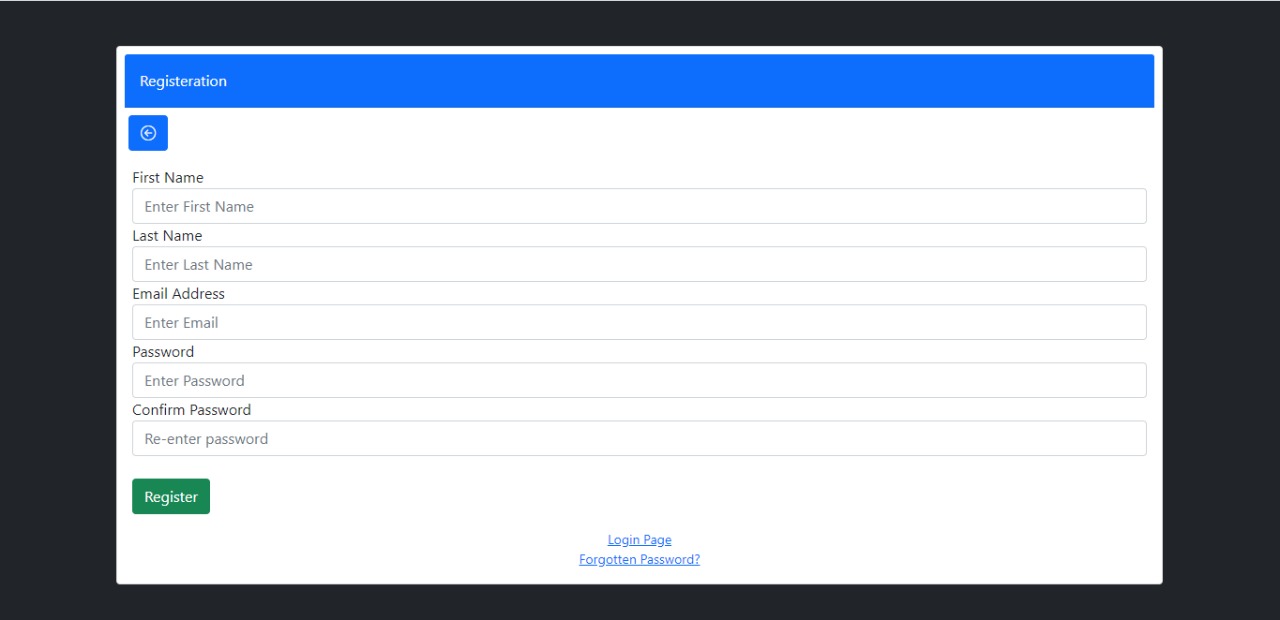 Registeration
First Name
Enter First Name
Last Name
Enter Last Name
Email Address
Enter Email
Password
Enter Password
Confirm Password
Re-enter password
Register
Login Page
Forgotten Password?